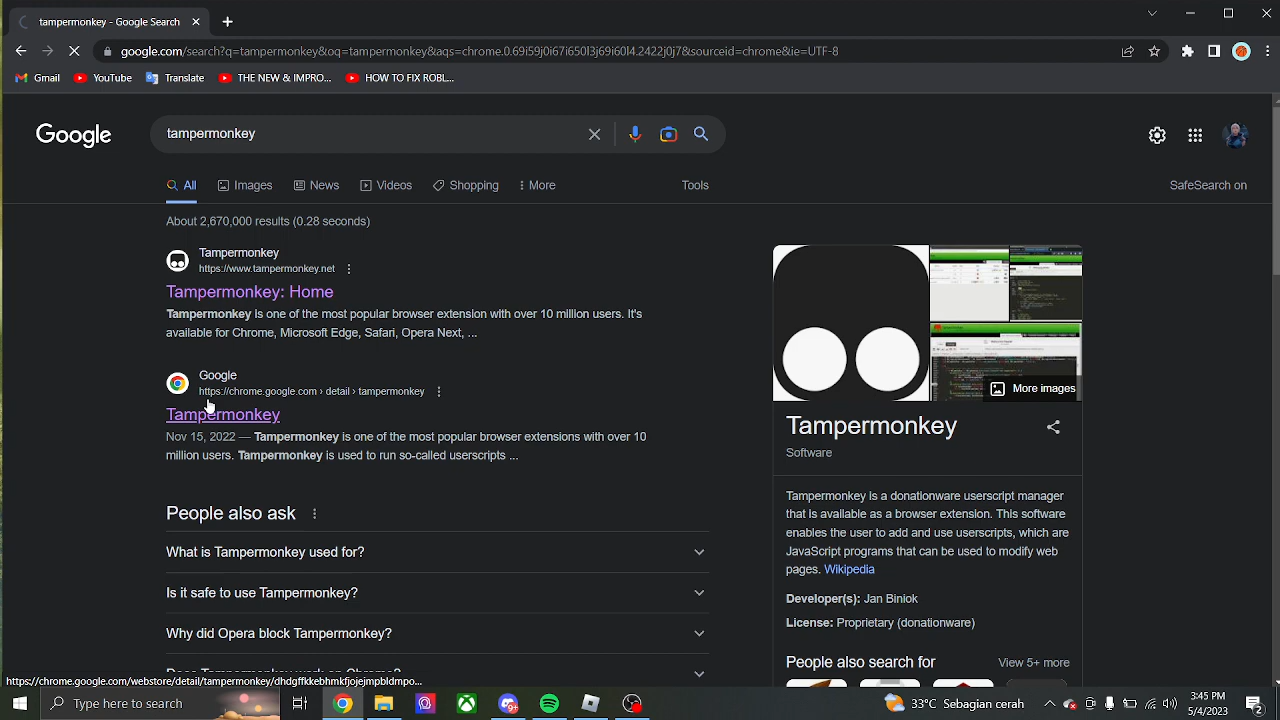 tampermonkey - Google Search
google.com/search?q=tampermonkey&oq=tampermonkey&aqs=chrome.0.69i59j0i67i650l3j69i60l4.2422j0j7&sourceid=chrome&ie=UTF-8
Gmail
YouTube
Translate
THE NEW & IMPRO...
HOW TO FIX ROBL...
Google
tampermonkey
All
Images
News
Videos
Shopping
More
Tools
SafeSearch on
About 2,670,000 results (0.28 seconds)
Tampermonkey
Tampermonkey: Home
Tampermonkey is one of the most popular browser extension with over 10 million users. It's
available for Chrome, Microsoft Edge, Safari, Opera Next, ...
Google
Tampermonkey
Nov 15, 2022 — Tampermonkey is one of the most popular browser extensions with over 10
million users. Tampermonkey is used to run so-called userscripts ...
People also ask
What is Tampermonkey used for?
Is it safe to use Tampermonkey?
Why did Opera block Tampermonkey?
Does Tampermonkey work on Chrome?
More images
Tampermonkey
Software
Tampermonkey is a donationware userscript manager
that is available as a browser extension. This software
enables the user to add and use userscripts, which are
JavaScript programs that can be used to modify web
pages. Wikipedia
Developer(s): Jan Biniok
License: Proprietary (donationware)
People also search for
View 5+ more
https://chrome.google.com/webstore/detail/tampermonkey/dhdgffkkebhmkfjojejmpbldmpo...
Type here to search
33°C Sebagian cerah
3:45 PM
5/4/2023